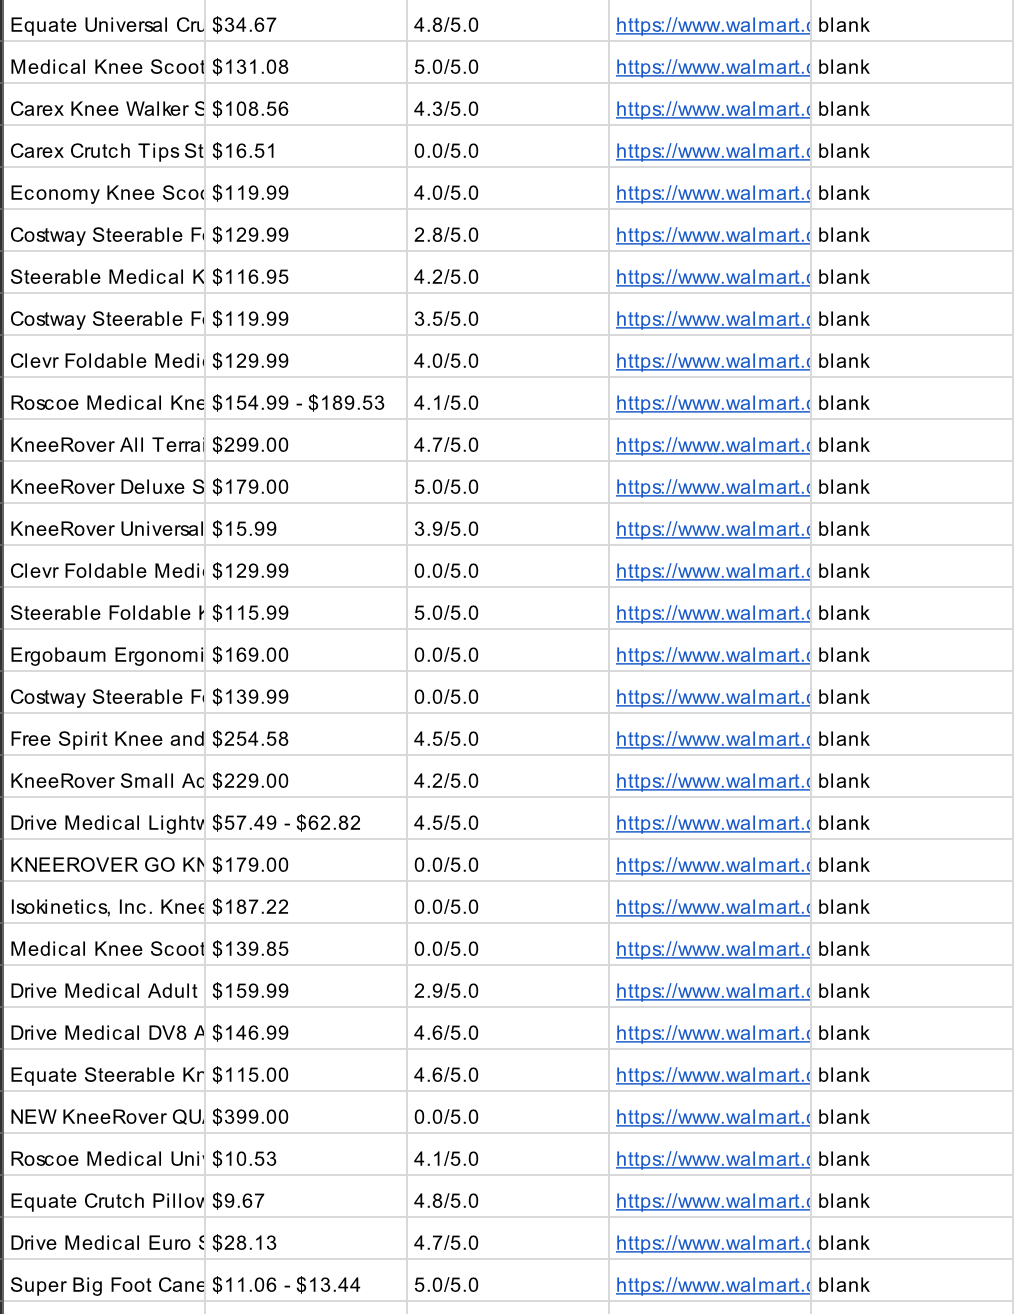 Equate Universal Cru $34.67 4.8/5.0 https://www.walmart.c blank
Medical Knee Scoot $131.08 5.0/5.0 https://www.walmart.c blank
Carex Knee Walker S $108.56 4.3/5.0 https://www.walmart.c blank
Carex Crutch Tips St $16.51 0.0/5.0 https://www.walmart.c blank
Economy Knee Scoo $119.99 4.0/5.0 https://www.walmart.c blank
Costway Steerable Fo $129.99 2.8/5.0 https://www.walmart.c blank
Steerable Medical K $116.95 4.2/5.0 https://www.walmart.c blank
Costway Steerable Fo $119.99 3.5/5.0 https://www.walmart.c blank
Clevr Foldable Medic $129.99 4.0/5.0 https://www.walmart.c blank
Roscoe Medical Kne $154.99 - $189.53 4.1/5.0 https://www.walmart.c blank
KneeRover All Terrai $299.00 4.7/5.0 https://www.walmart.c blank
KneeRover Deluxe S $179.00 5.0/5.0 https://www.walmart.c blank
KneeRover Universal $15.99 3.9/5.0 https://www.walmart.c blank
Clevr Foldable Medic $129.99 0.0/5.0 https://www.walmart.c blank
Steerable Foldable K $115.99 5.0/5.0 https://www.walmart.c blank
Ergobaum Ergonomi $169.00 0.0/5.0 https://www.walmart.c blank
Costway Steerable Fo $139.99 0.0/5.0 https://www.walmart.c blank
Free Spirit Knee and $254.58 4.5/5.0 https://www.walmart.c blank
KneeRover Small Ad $229.00 4.2/5.0 https://www.walmart.c blank
Drive Medical Lightw $57.49 - $62.82 4.5/5.0 https://www.walmart.c blank
KNEEROVER GO KN $179.00 0.0/5.0 https://www.walmart.c blank
Isokinetics, Inc. Knee $187.22 0.0/5.0 https://www.walmart.c blank
Medical Knee Scoot $139.85 0.0/5.0 https://www.walmart.c blank
Drive Medical Adult $159.99 2.9/5.0 https://www.walmart.c blank
Drive Medical DV8 A $146.99 4.6/5.0 https://www.walmart.c blank
Equate Steerable Kn $115.00 4.6/5.0 https://www.walmart.c blank
NEW KneeRover QUA $399.00 0.0/5.0 https://www.walmart.c blank
Roscoe Medical Univ $10.53 4.1/5.0 https://www.walmart.c blank
Equate Crutch Pillow $9.67 4.8/5.0 https://www.walmart.c blank
Drive Medical Euro S $28.13 4.7/5.0 https://www.walmart.c blank
Super Big Foot Cane $11.06 - $13.44 5.0/5.0 https://www.walmart.c blank